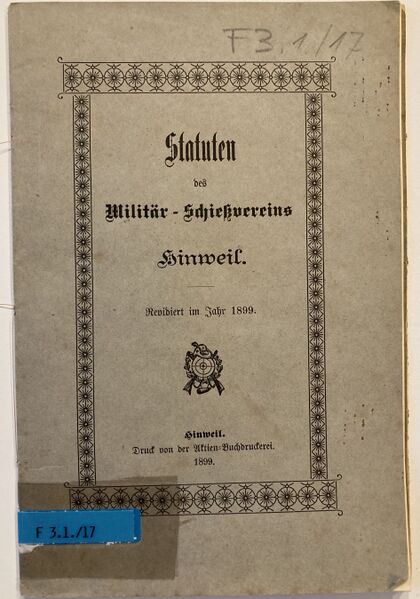 F 3.1./17
Statuten
des
Militär-Schießvereins
Hinweil.
Revidiert im Jahr 1899.
Hinweil.
Druck von der Aktien-Buchdruckerei.
1899.
F 3.1./17